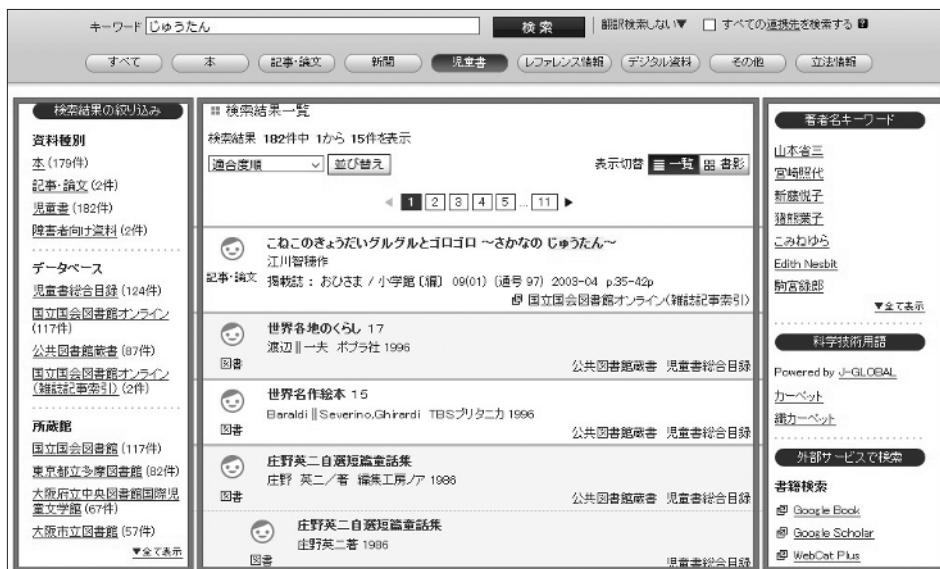 キーワード じゅうたん 検索 翻訳検索しない▼ すべての連携先を検索する ?
すべて 本 記事・論文 新聞 児童書 レファレンス情報 デジタル資料 その他 立法情報
検索結果の絞り込み
資料種別
本 (179件)
記事・論文 (2件)
児童書 (182件)
障害者向け資料 (2件)
データベース
児童書総合目録 (124件)
国立国会図書館オンライン
(117件)
公共図書館蔵書 (87件)
国立国会図書館オンライン
(雑誌記事索引) (2件)
所蔵館
国立国会図書館 (117件)
東京都立多摩図書館 (82件)
大阪府立中央図書館国際児
童文学館 (67件)
大阪市立図書館 (57件)
▼全て表示
検索結果一覧
検索結果 182件中 1から 15件を表示
適合度順 並び替え 表示切替 一覧 書影
◀ 1 2 3 4 5 ... 11 ▶
こねこのきょうだいグルグルとゴロゴロ ～さかなの じゅうたん～
江川智穂作
記事・論文 掲載誌 : おひさま / 小学館 [編] 09(01) (通号 97) 2003-04 p.35-42p
国立国会図書館オンライン(雑誌記事索引)
世界各地のくらし 17
渡辺‖一夫 ポプラ社 1996
図書 公共図書館蔵書 児童書総合目録
世界名作絵本 15
Baraldi‖Severino,Ghirardi TBSブリタニカ 1996
図書 公共図書館蔵書 児童書総合目録
庄野英二自選短篇童話集
庄野 英二／著 編集工房ノア 1986
図書 公共図書館蔵書 児童書総合目録
庄野英二自選短篇童話集
庄野英二著 1986
図書 児童書総合目録
著者名キーワード
山本省三
宮崎照代
新藤悦子
猪熊葉子
こみねゆら
Edith Nesbit
駒宮録郎
▼全て表示
科学技術用語
Powered by J-GLOBAL
カーペット
織カーペット
外部サービスで検索
書籍検索
Google Book
Google Scholar
WebCat Plus